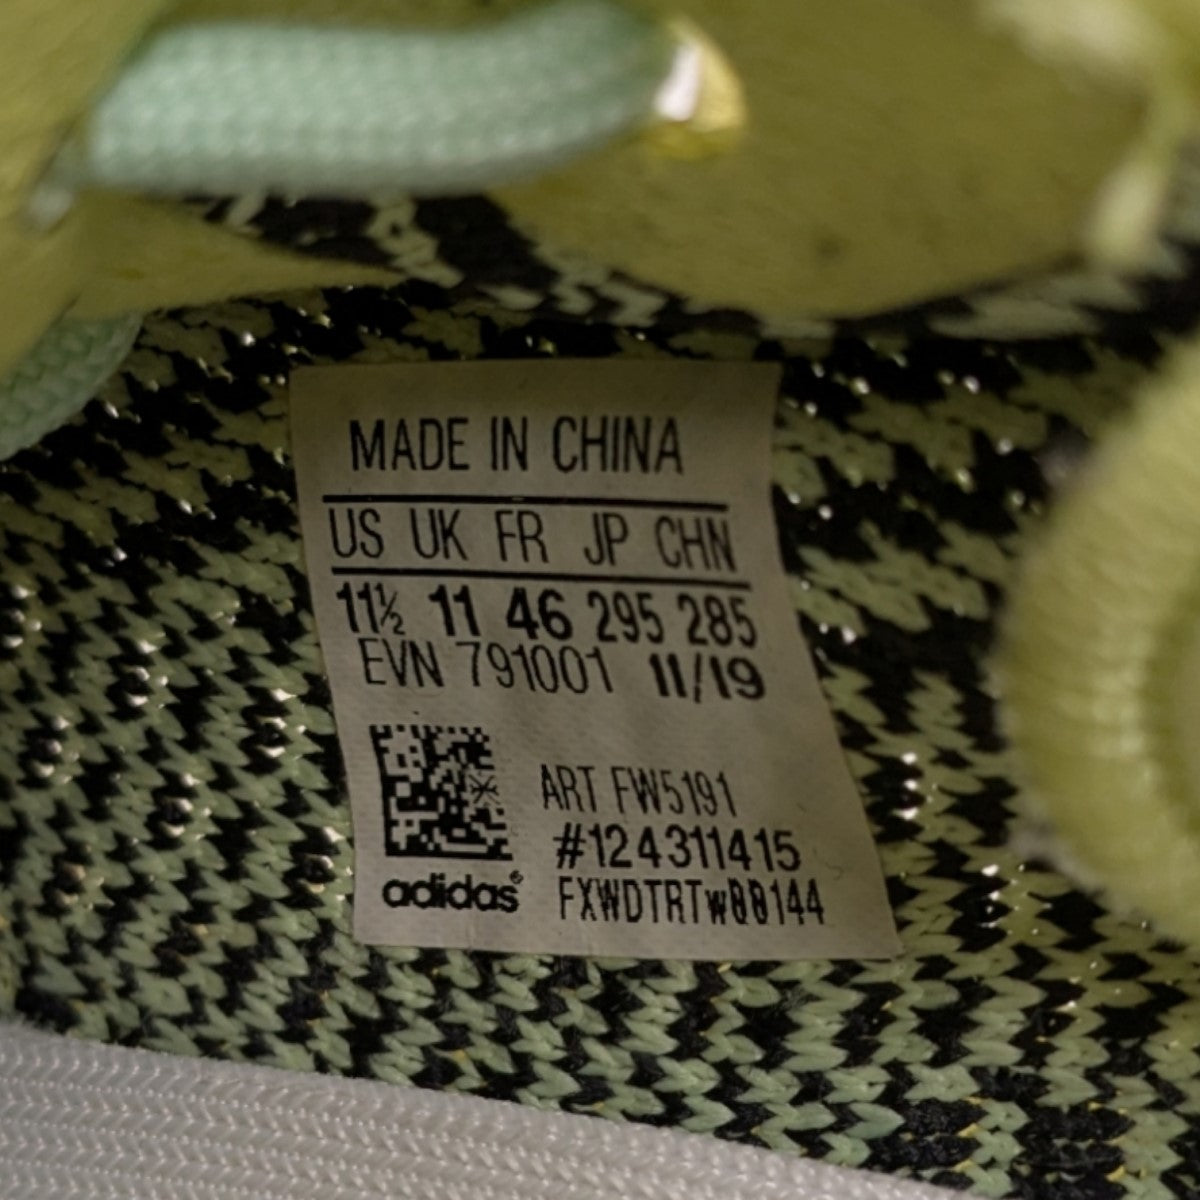 MADE IN CHINA
US UK FR JP CHN
11½ 11 46 295 285
EVN 791001 11/19
ART FW5191
#124311415
adidas®
FXWDTRTW00144